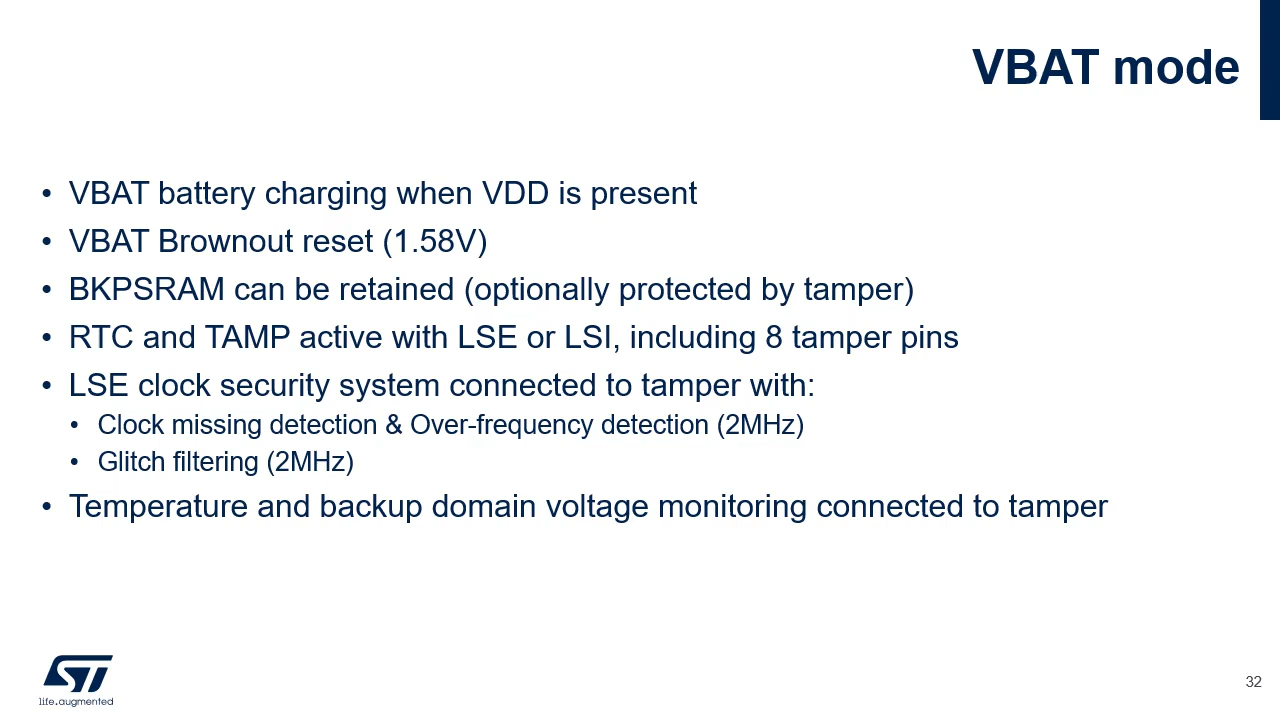 VBAT mode
• VBAT battery charging when VDD is present
• VBAT Brownout reset (1.58V)
• BKPSRAM can be retained (optionally protected by tamper)
• RTC and TAMP active with LSE or LSI, including 8 tamper pins
• LSE clock security system connected to tamper with:
• Clock missing detection & Over-frequency detection (2MHz)
• Glitch filtering (2MHz)
• Temperature and backup domain voltage monitoring connected to tamper
ST
life.augmented
32